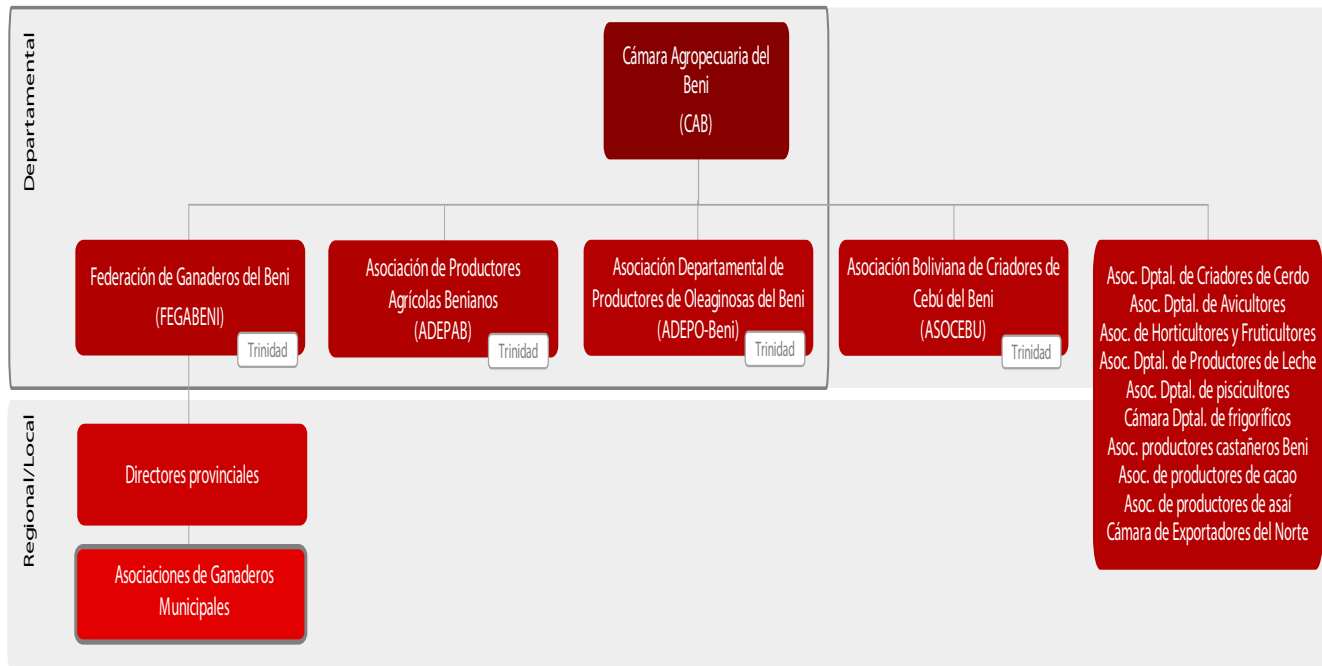 Departamental
Cámara Agropecuaria del
Beni
(CAB)
Federación de Ganaderos del Beni
(FEGABENI)
Trinidad
Asociación de Productores
Agrícolas Benianos
(ADEPAB)
Trinidad
Asociación Departamental de
Productores de Oleaginosas del Beni
(ADEPO-Beni)
Trinidad
Asociación Boliviana de Criadores de
Cebú del Beni
(ASOCEBU)
Trinidad
Asoc. Dptal. de Criadores de Cerdo
Asoc. Dptal. de Avicultores
Asoc. de Horticultores y Fruticultores
Asoc. Dptal. de Productores de Leche
Asoc. Dptal. de piscicultores
Cámara Dptal. de frigoríficos
Asoc. productores castañeros Beni
Asoc. de productores de cacao
Asoc. de productores de asaí
Cámara de Exportadores del Norte
Regional/Local
Directores provinciales
Asociaciones de Ganaderos
Municipales